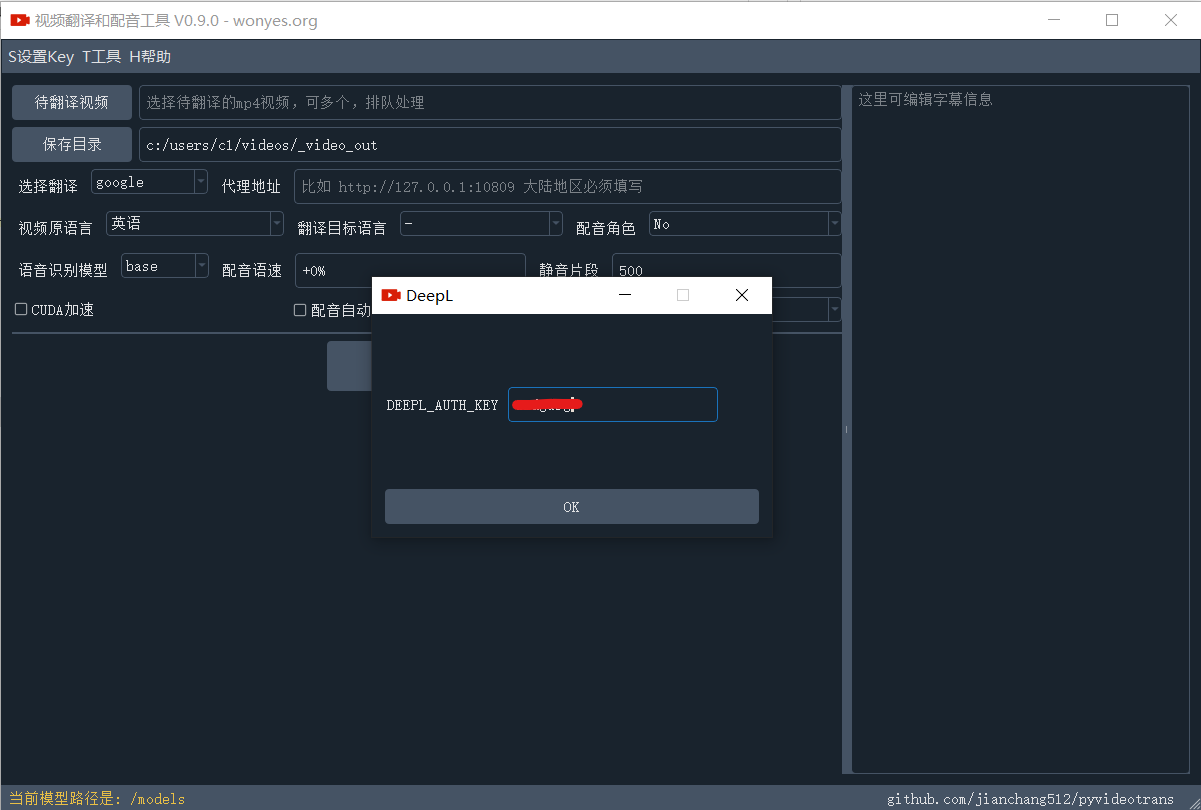 视频翻译和配音工具 V0.9.0 - wonyes.org
S设置Key T工具 H帮助
待翻译视频 选择待翻译的mp4视频，可多个，排队处理
这里可编辑字幕信息
保存目录 c:/users/c1/videos/_video_out
选择翻译 google 代理地址 比如 http://127.0.0.1:10809 大陆地区必须填写
视频原语言 英语 翻译目标语言 - 配音角色 No
语音识别模型 base 配音语速 +0% 静音片段 500
CUDA加速 配音自动
DeepL
DEEPL_AUTH_KEY
OK
当前模型路径是: /models github.com/jianchang512/pyvideotrans